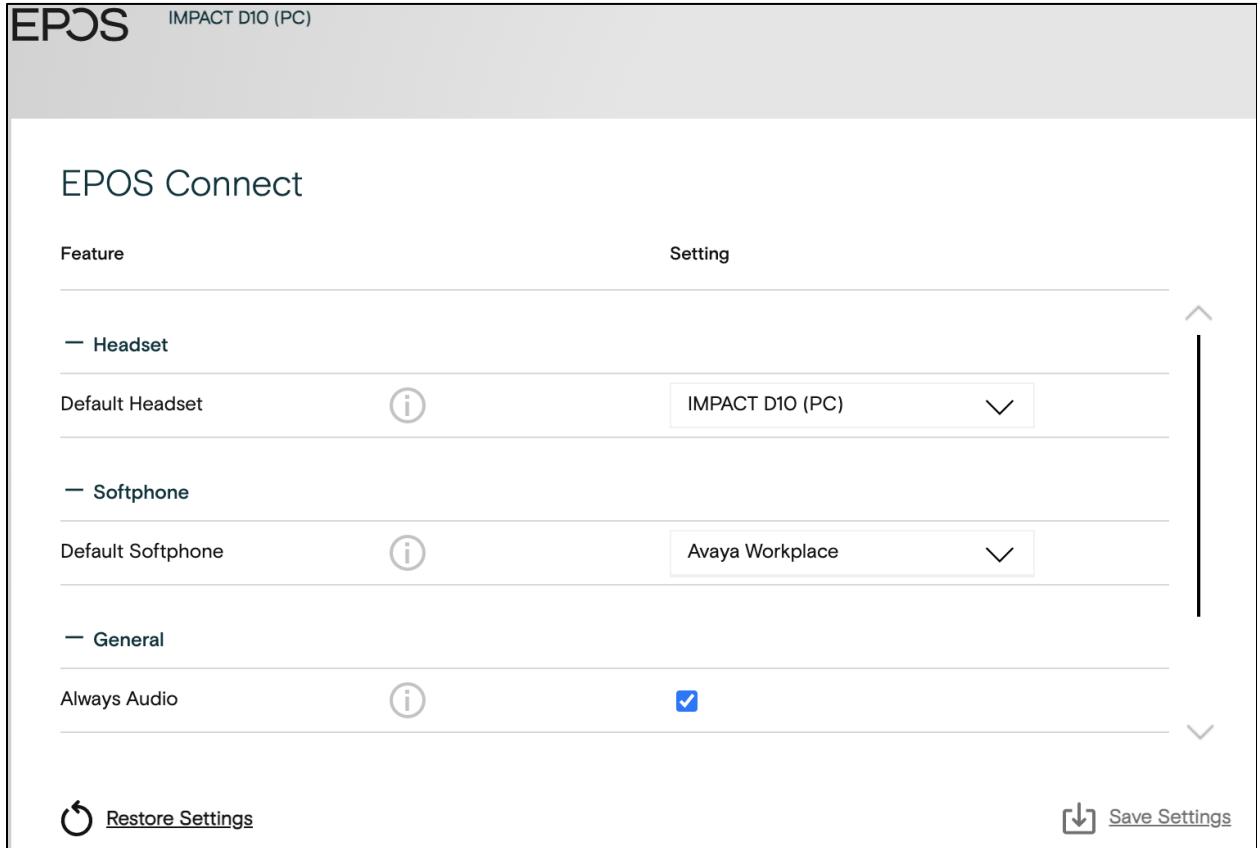 EPOS
IMPACT D10 (PC)
EPOS Connect
Feature Setting
— Headset
Default Headset IMPACT D10 (PC)
— Softphone
Default Softphone Avaya Workplace
— General
Always Audio
Restore Settings Save Settings